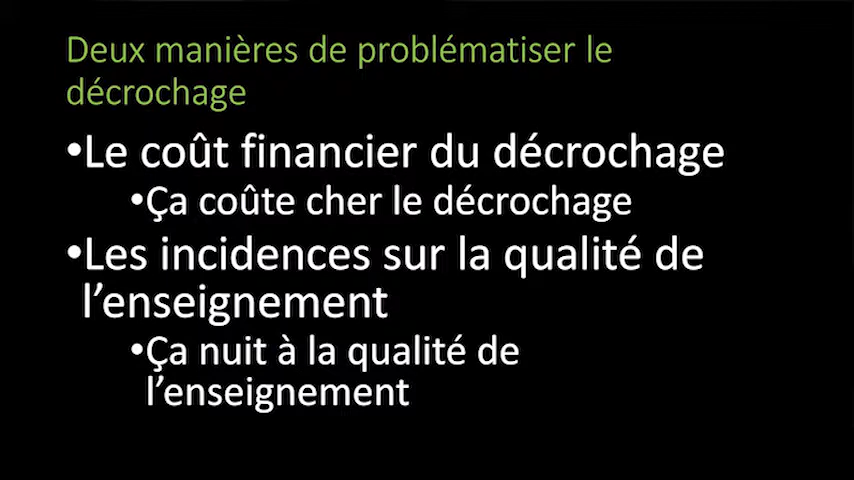 Deux manières de problématiser le
décrochage
•Le coût financier du décrochage
•Ça coûte cher le décrochage
•Les incidences sur la qualité de
l’enseignement
•Ça nuit à la qualité de
l’enseignement